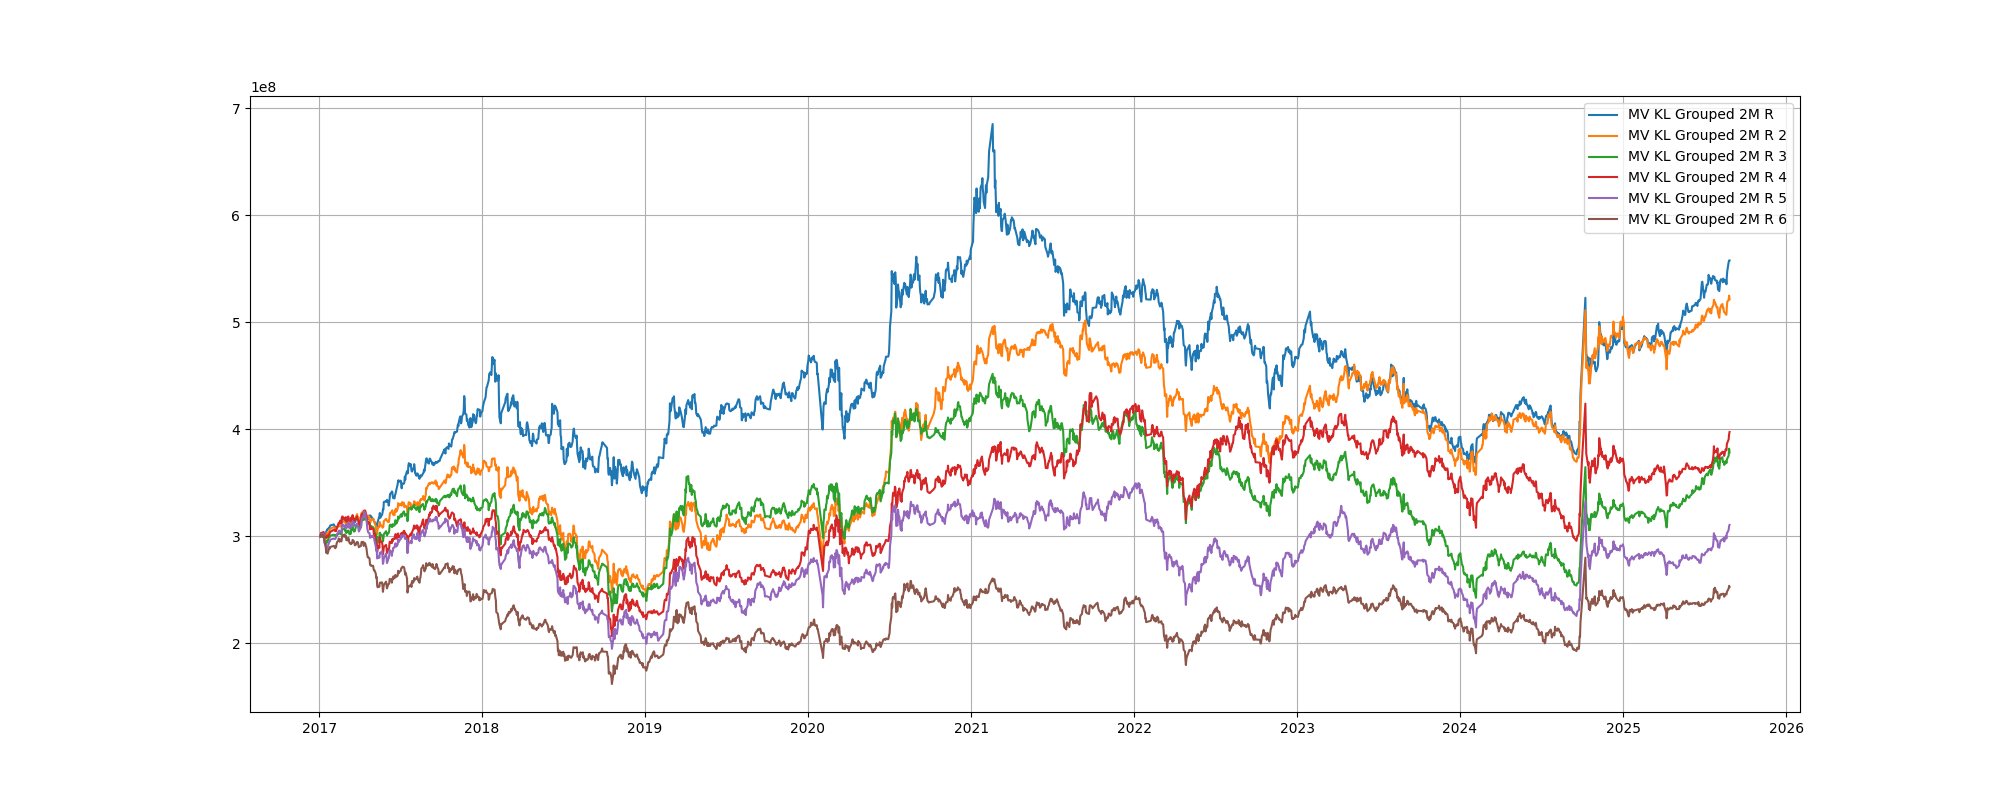 1e8
7
6
5
4
3
2
MV KL Grouped 2M R
MV KL Grouped 2M R 2
MV KL Grouped 2M R 3
MV KL Grouped 2M R 4
MV KL Grouped 2M R 5
MV KL Grouped 2M R 6
2017 2018 2019 2020 2021 2022 2023 2024 2025 2026